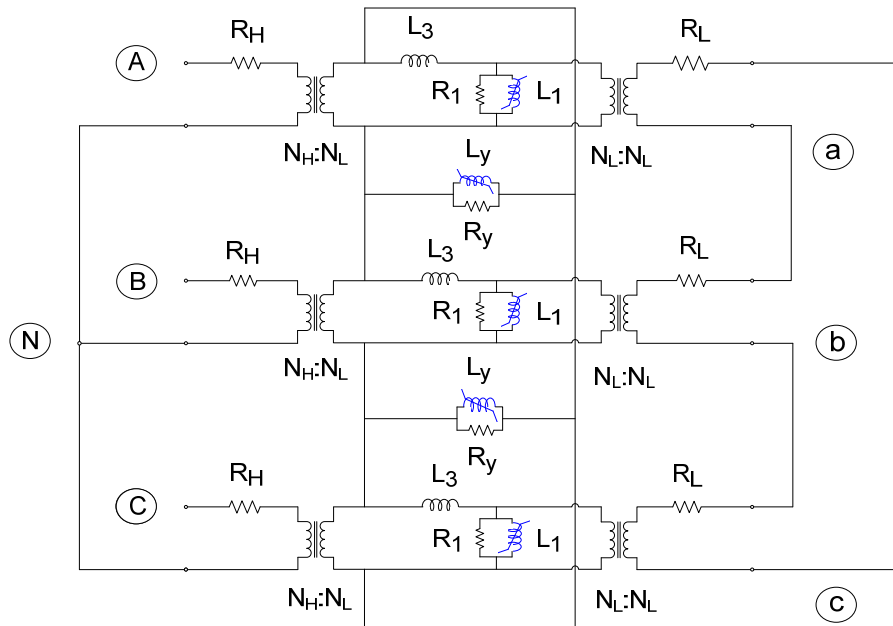 A R_H L_3 R_L
R_1 L_1
N_H:N_L N_L:N_L a
L_y
R_y
R_H L_3 R_L
B
R_1 L_1
N b
N_H:N_L N_L:N_L
L_y
R_y
R_H L_3 R_L
C
R_1 L_1
N_H:N_L N_L:N_L c